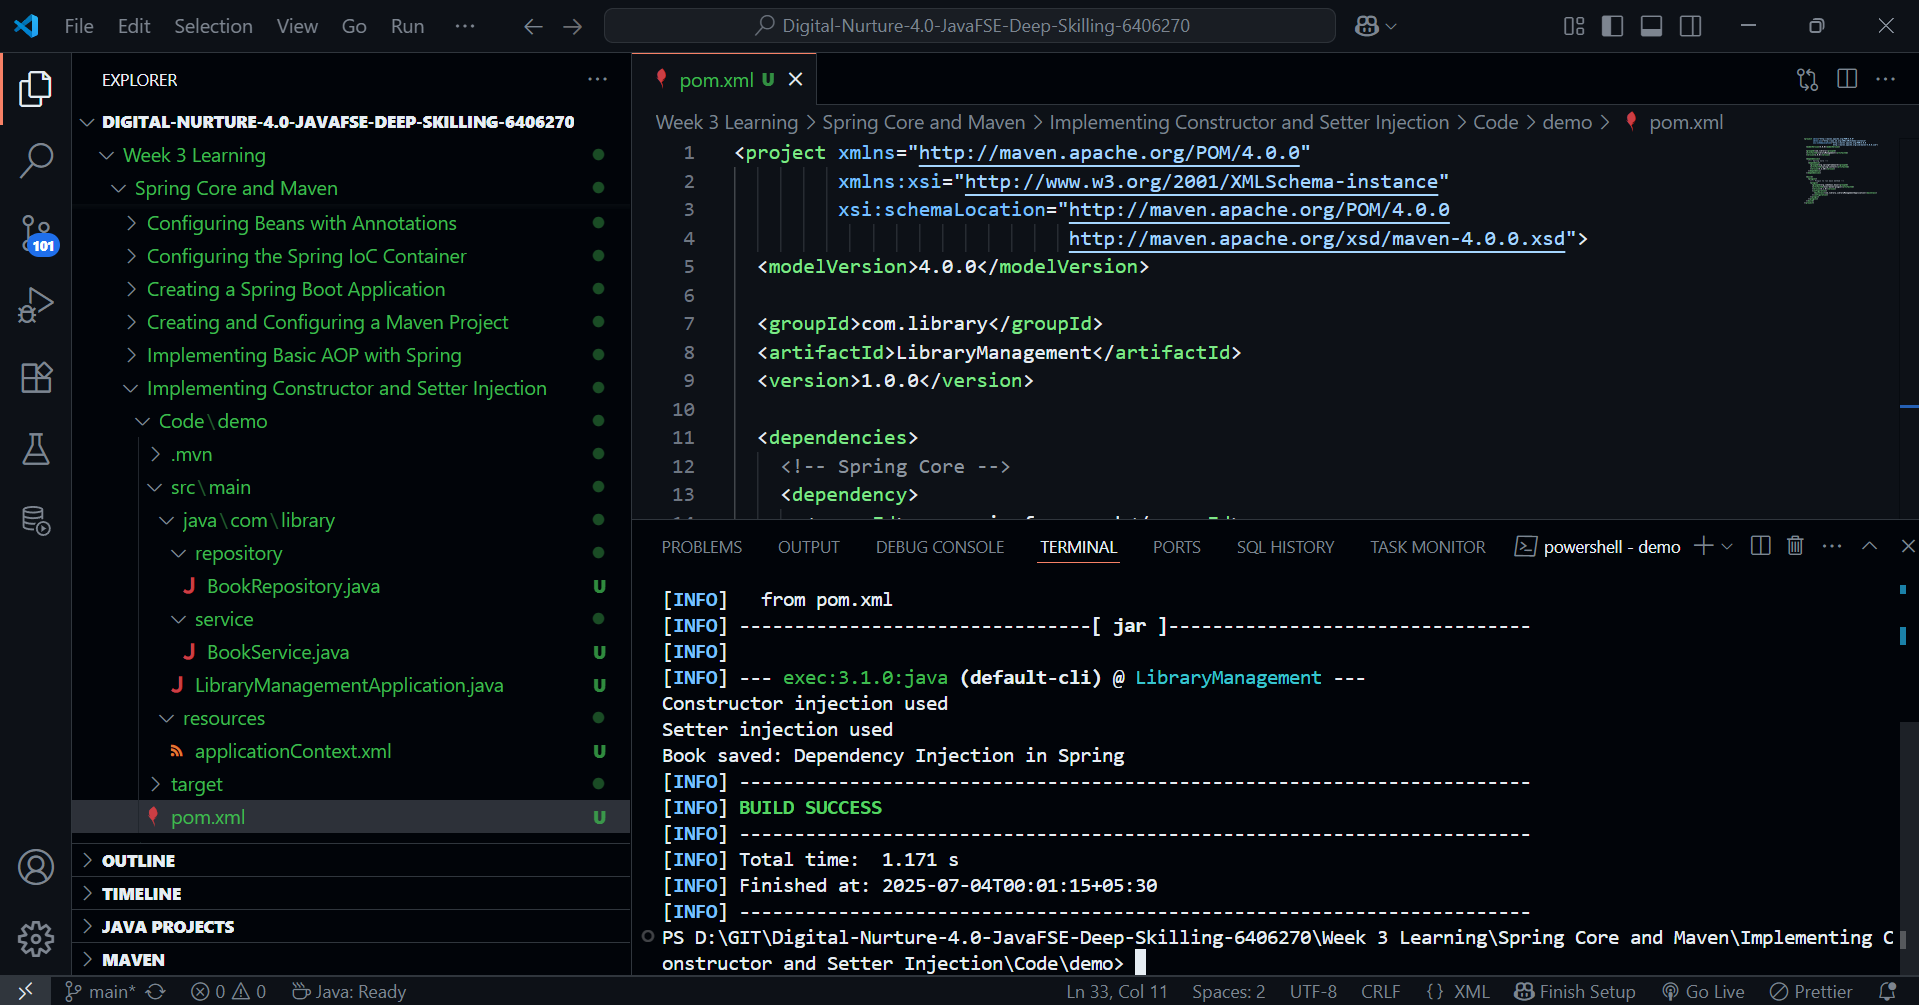 File Edit Selection View Go Run ··· Digital-Nurture-4.0-JavaFSE-Deep-Skilling-6406270
EXPLORER
DIGITAL-NURTURE-4.0-JAVAFSE-DEEP-SKILLING-6406270
Week 3 Learning
Spring Core and Maven
Configuring Beans with Annotations
Configuring the Spring IoC Container
Creating a Spring Boot Application
Creating and Configuring a Maven Project
Implementing Basic AOP with Spring
Implementing Constructor and Setter Injection
Code\demo
.mvn
src\main
java\com\library
repository
J BookRepository.java U
service
J BookService.java U
J LibraryManagementApplication.java U
resources
applicationContext.xml U
target
pom.xml U
OUTLINE
TIMELINE
JAVA PROJECTS
MAVEN
101
pom.xml U
Week 3 Learning > Spring Core and Maven > Implementing Constructor and Setter Injection > Code > demo > pom.xml
1 <project xmlns="http://maven.apache.org/POM/4.0.0"
2 xmlns:xsi="http://www.w3.org/2001/XMLSchema-instance"
3 xsi:schemaLocation="http://maven.apache.org/POM/4.0.0
4 http://maven.apache.org/xsd/maven-4.0.0.xsd">
5 <modelVersion>4.0.0</modelVersion>
6
7 <groupId>com.library</groupId>
8 <artifactId>LibraryManagement</artifactId>
9 <version>1.0.0</version>
10
11 <dependencies>
12 <!-- Spring Core -->
13 <dependency>
PROBLEMS OUTPUT DEBUG CONSOLE TERMINAL PORTS SQL HISTORY TASK MONITOR powershell - demo
[INFO] from pom.xml
[INFO] --------------------------------[ jar ]---------------------------------
[INFO]
[INFO] --- exec:3.1.0:java (default-cli) @ LibraryManagement ---
Constructor injection used
Setter injection used
Book saved: Dependency Injection in Spring
[INFO] ------------------------------------------------------------------------
[INFO] BUILD SUCCESS
[INFO] ------------------------------------------------------------------------
[INFO] Total time:  1.171 s
[INFO] Finished at: 2025-07-04T00:01:15+05:30
[INFO] ------------------------------------------------------------------------
PS D:\GIT\Digital-Nurture-4.0-JavaFSE-Deep-Skilling-6406270\Week 3 Learning\Spring Core and Maven\Implementing C
onstructor and Setter Injection\Code\demo>
main* 0 0 Java: Ready Ln 33, Col 11 Spaces: 2 UTF-8 CRLF {} XML Finish Setup Go Live Prettier